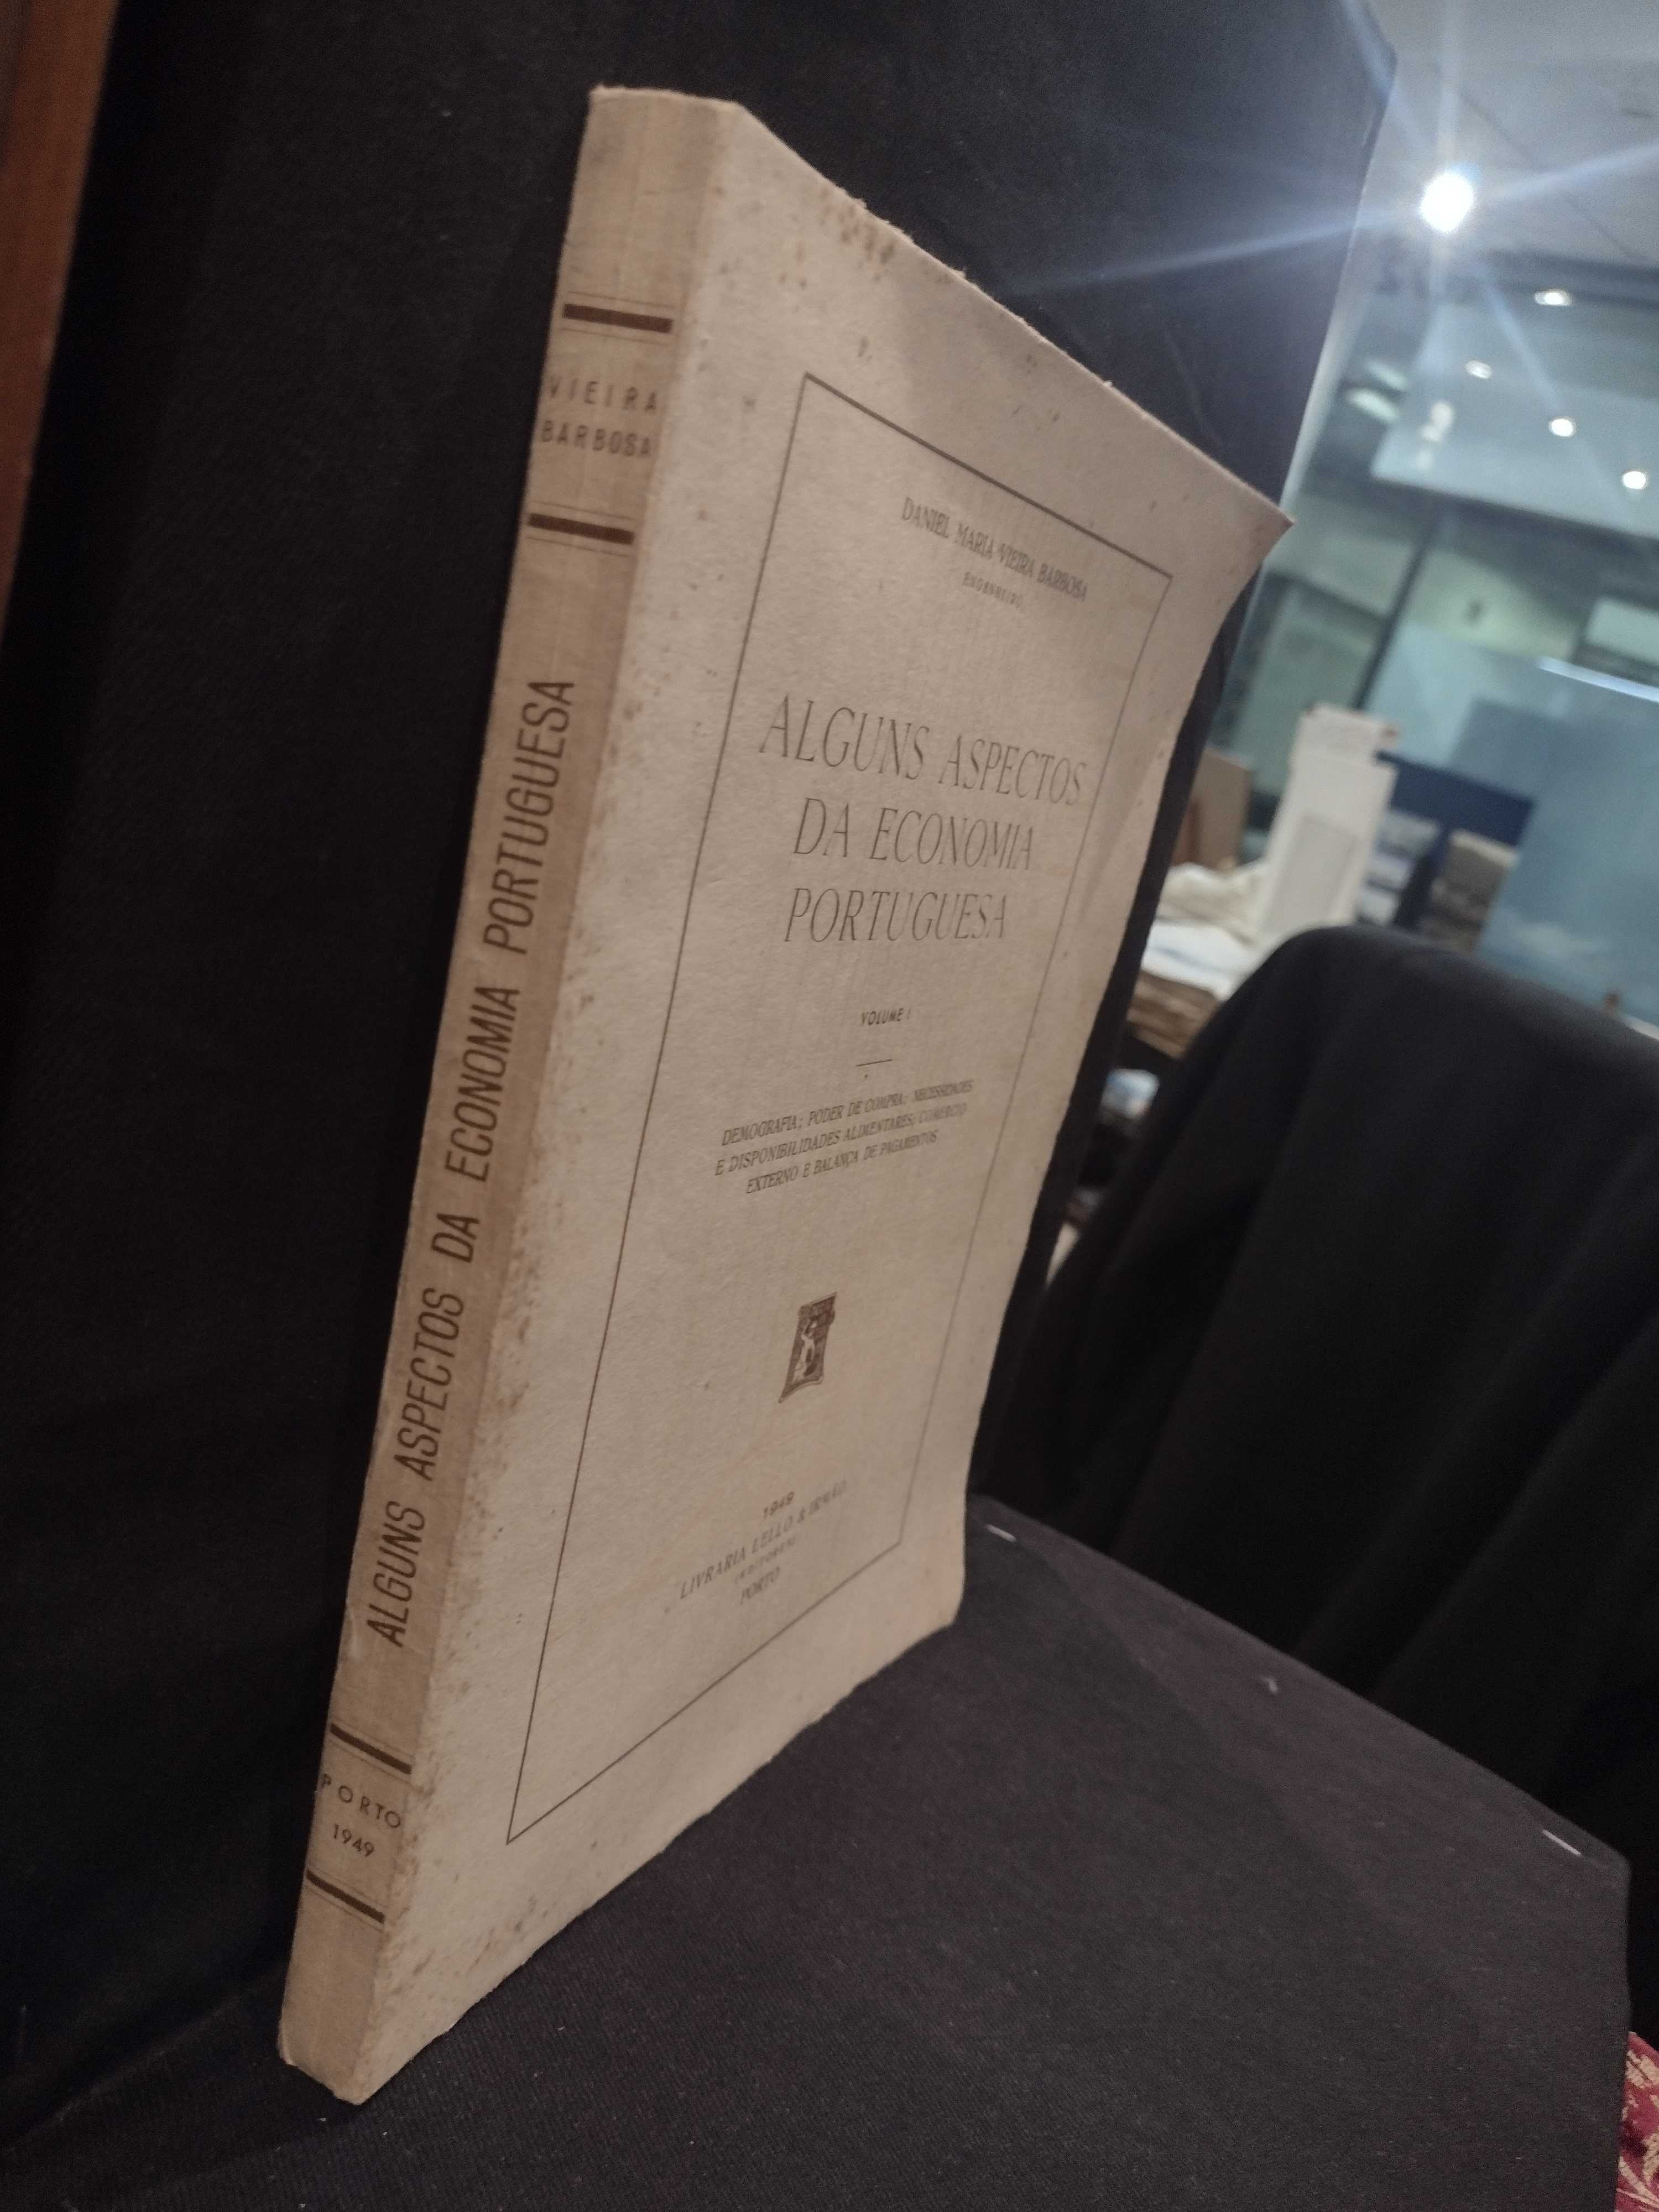 VIEIRA
BARBOSA
ALGUNS ASPECTOS DA ECONOMIA PORTUGUESA
PORTO
1949
DANIEL MARIA VIEIRA BARBOSA
ENGENHEIRO
ALGUNS ASPECTOS
DA ECONOMIA
PORTUGUESA
VOLUME I
DEMOGRAFIA; PODER DE COMPRA; NECESSIDADES
E DISPONIBILIDADES ALIMENTARES; COMÉRCIO
EXTERNO E BALANÇA DE PAGAMENTOS
1949
LIVRARIA LELLO & IRMÃO
PORTO